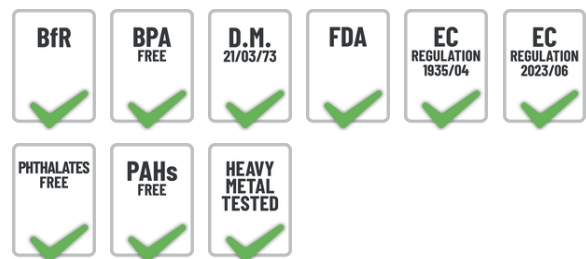 BfR
BPA
FREE
D.M.
21/03/73
FDA
EC
REGULATION
1935/04
EC
REGULATION
2023/06
PHTHALATES
FREE
PAHs
FREE
HEAVY
METAL
TESTED